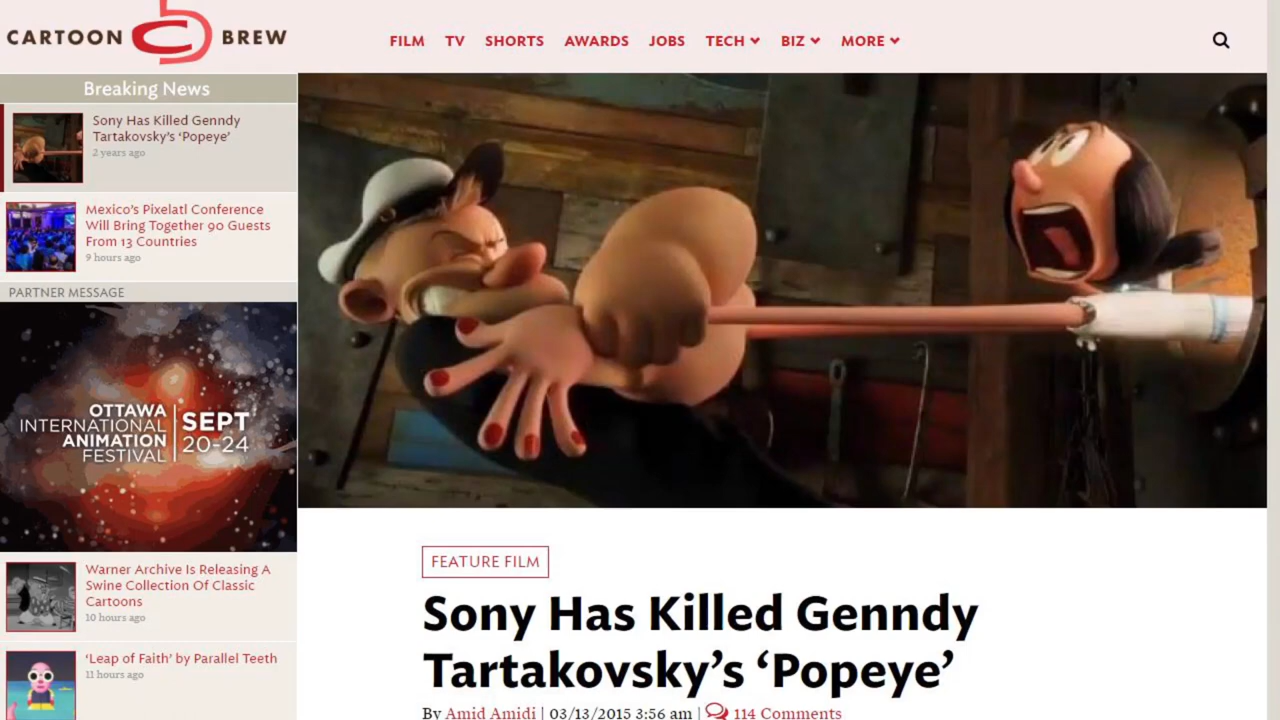 CARTOON BREW
FILM TV SHORTS AWARDS JOBS TECH BIZ MORE
Breaking News
Sony Has Killed Genndy
Tartakovsky's ‘Popeye’
2 years ago
Mexico's Pixelatl Conference
Will Bring Together 90 Guests
From 13 Countries
9 hours ago
PARTNER MESSAGE
OTTAWA
INTERNATIONAL
ANIMATION
FESTIVAL
SEPT
20-24
Warner Archive Is Releasing A
Swine Collection Of Classic
Cartoons
10 hours ago
‘Leap of Faith’ by Parallel Teeth
11 hours ago
FEATURE FILM
Sony Has Killed Genndy
Tartakovsky’s ‘Popeye’
By Amid Amidi | 03/13/2015 3:56 am | 114 Comments